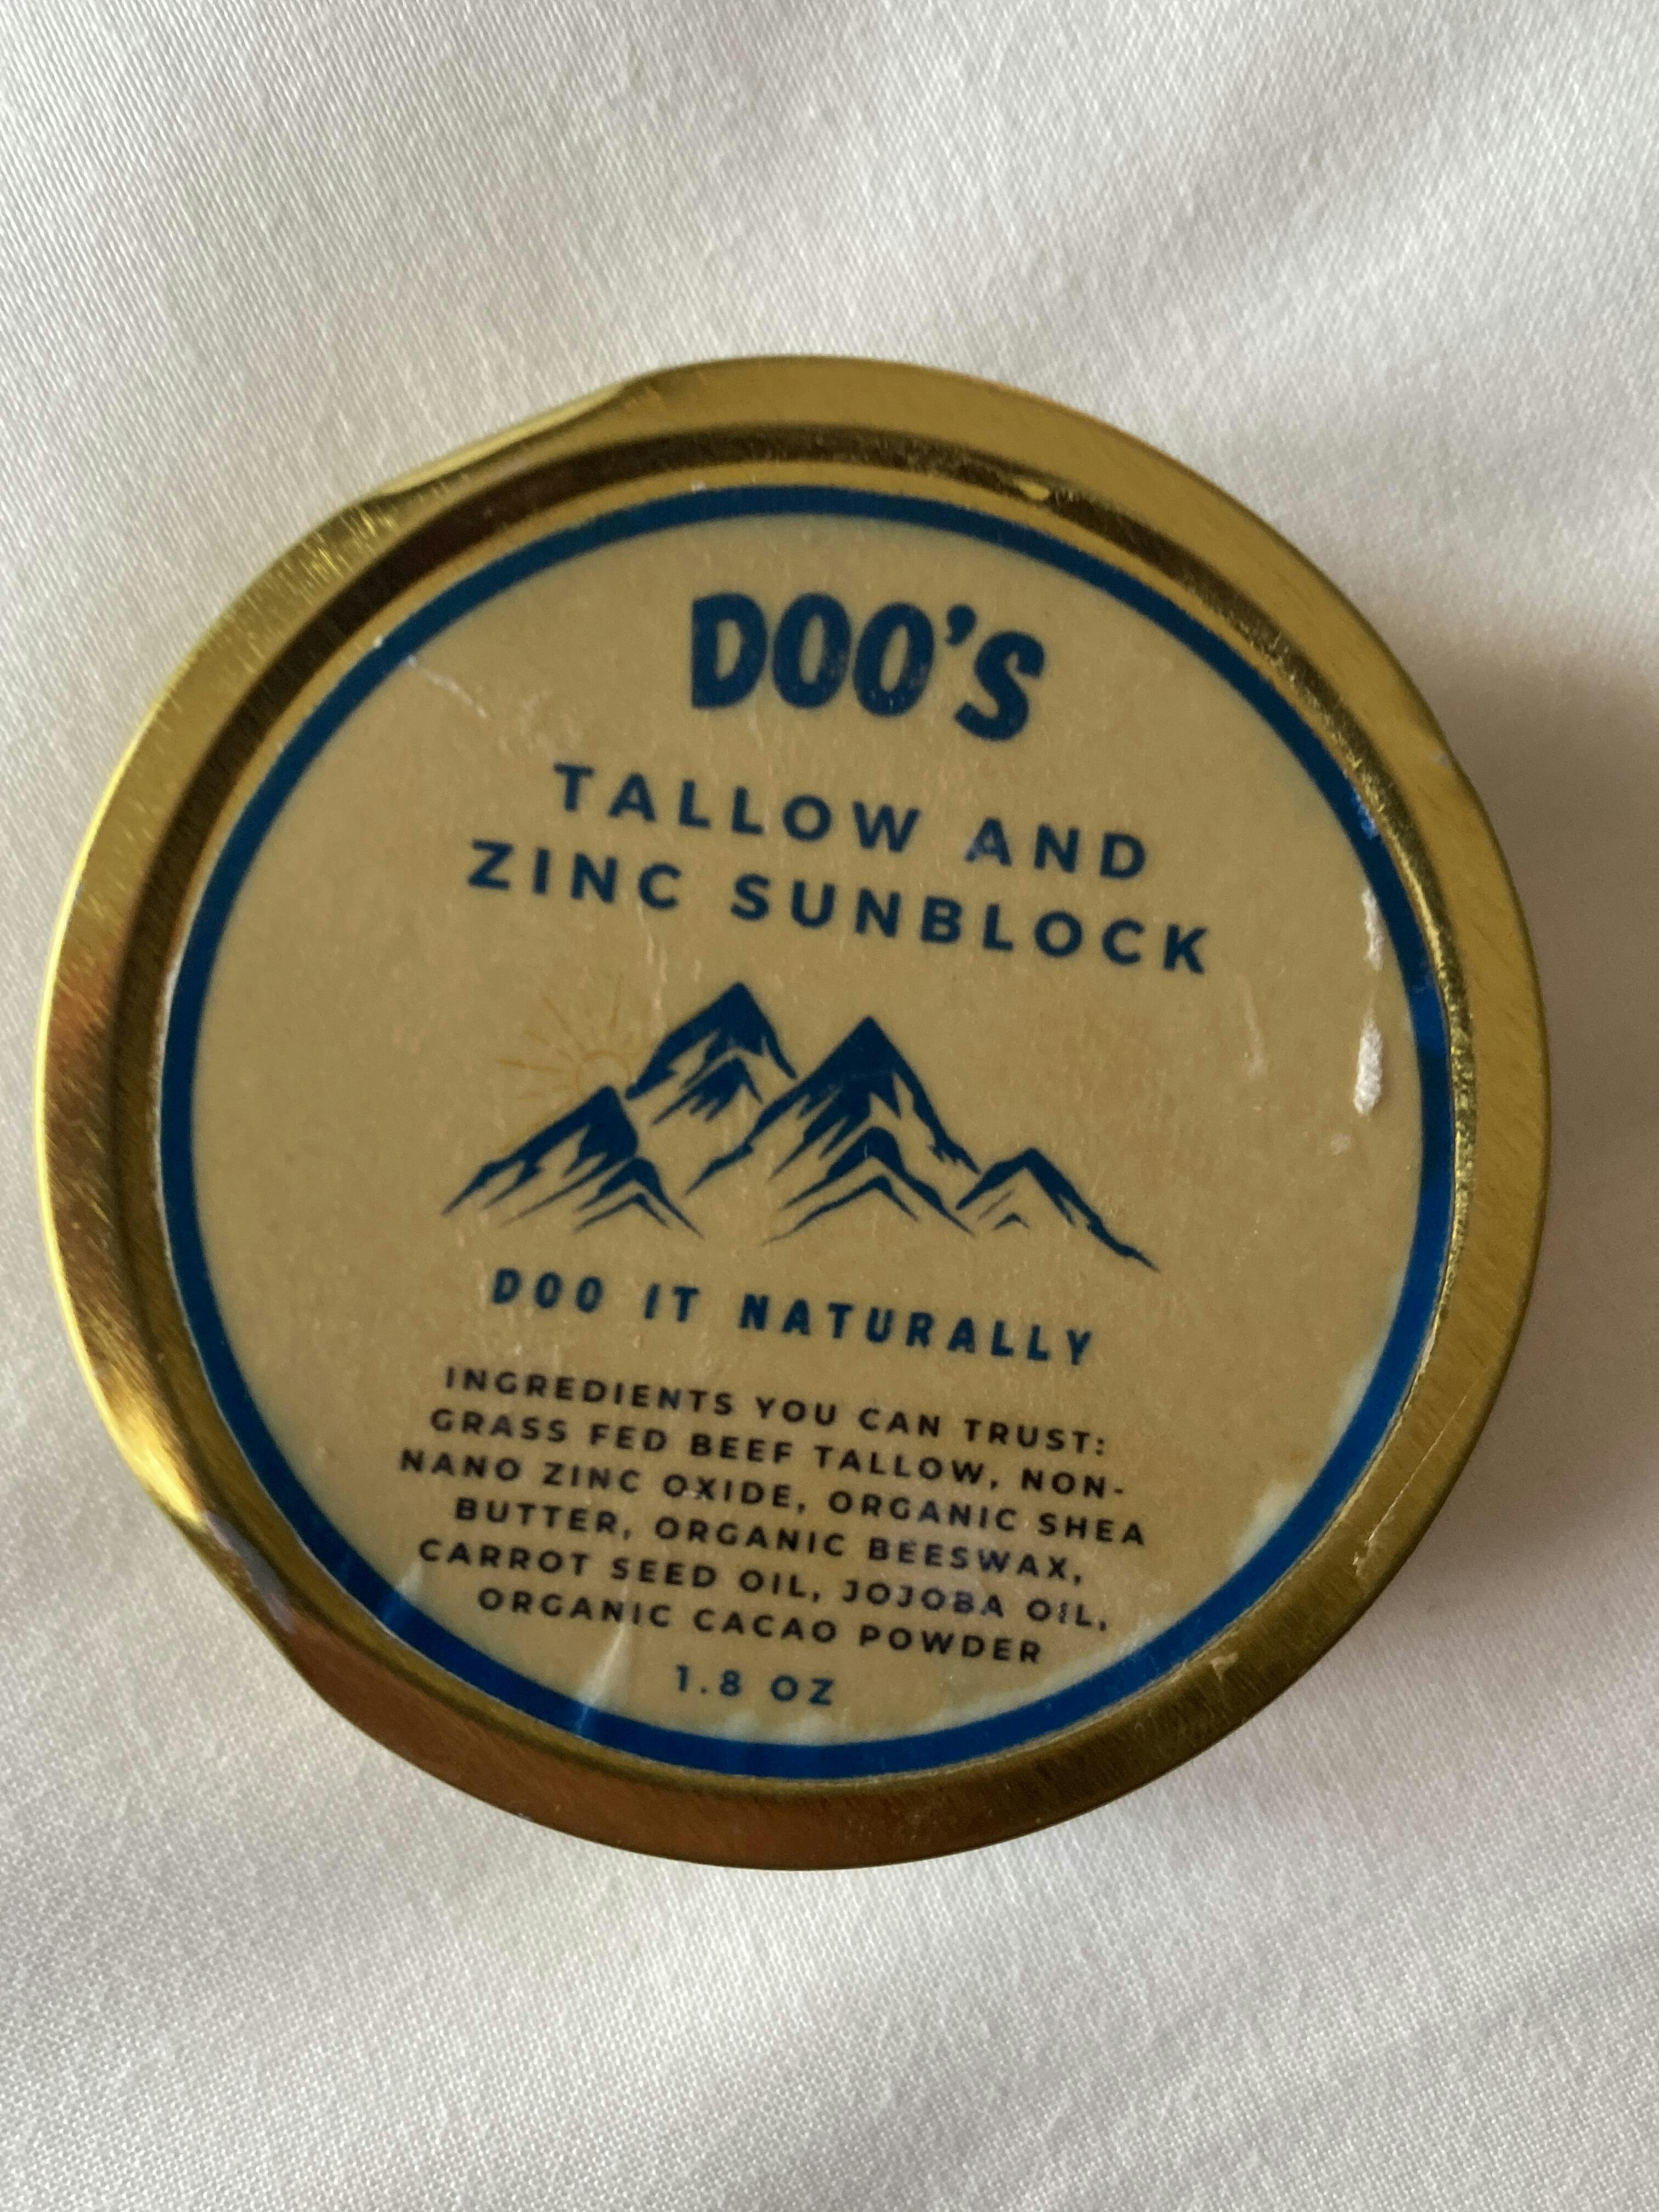 DOO'S
TALLOW AND
ZINC SUNBLOCK
DOO IT NATURALLY
INGREDIENTS YOU CAN TRUST:
GRASS FED BEEF TALLOW, NON-
NANO ZINC OXIDE, ORGANIC SHEA
BUTTER, ORGANIC BEESWAX,
CARROT SEED OIL, JOJOBA OIL,
ORGANIC CACAO POWDER
1.8 OZ